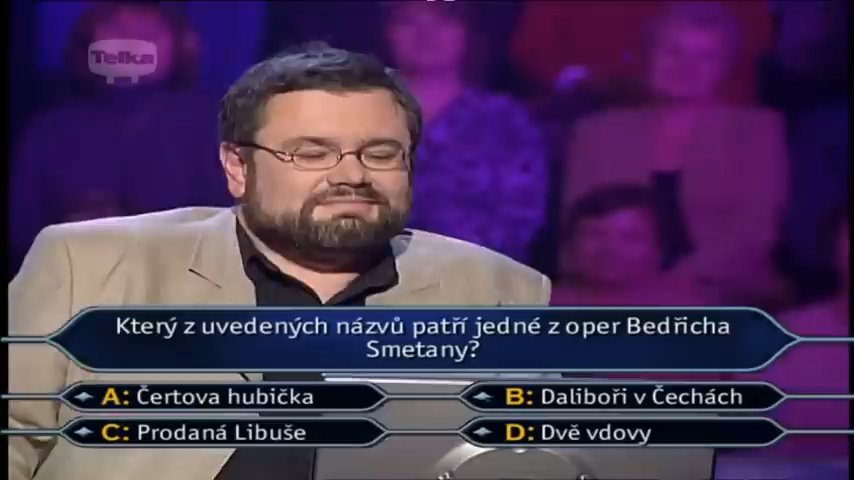 Telka
Který z uvedených názvů patří jedné z oper Bedřicha
Smetany?
A: Čertova hubička
B: Daliboři v Čechách
C: Prodaná Libuše
D: Dvě vdovy